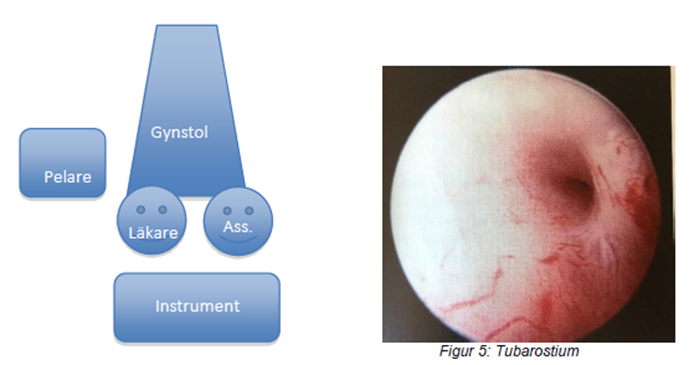 Gynstol
Pelare
Läkare
Ass.
Instrument
Figur 5: Tubarostium